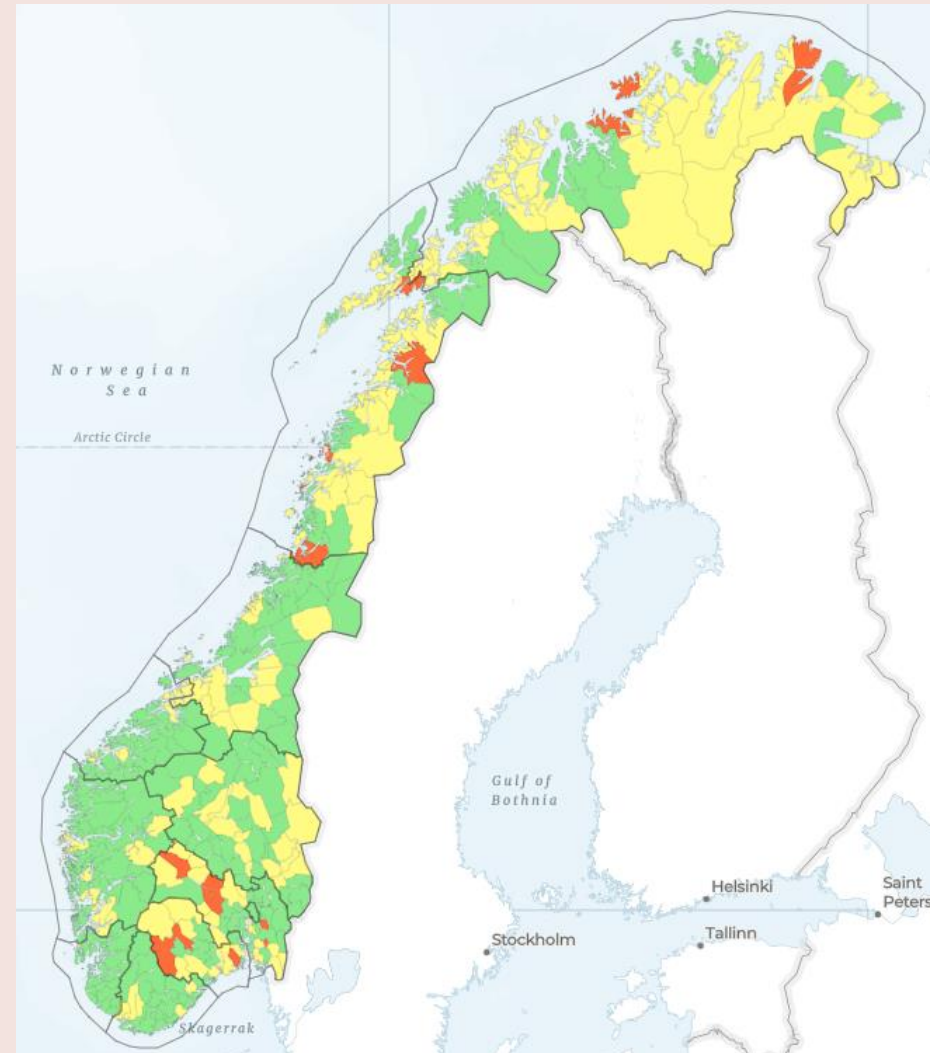 Norwegian
Sea
Arctic Circle
Gulf of
Bothnia
Helsinki
Saint
Peters
Tallinn
Stockholm
Skagerrak